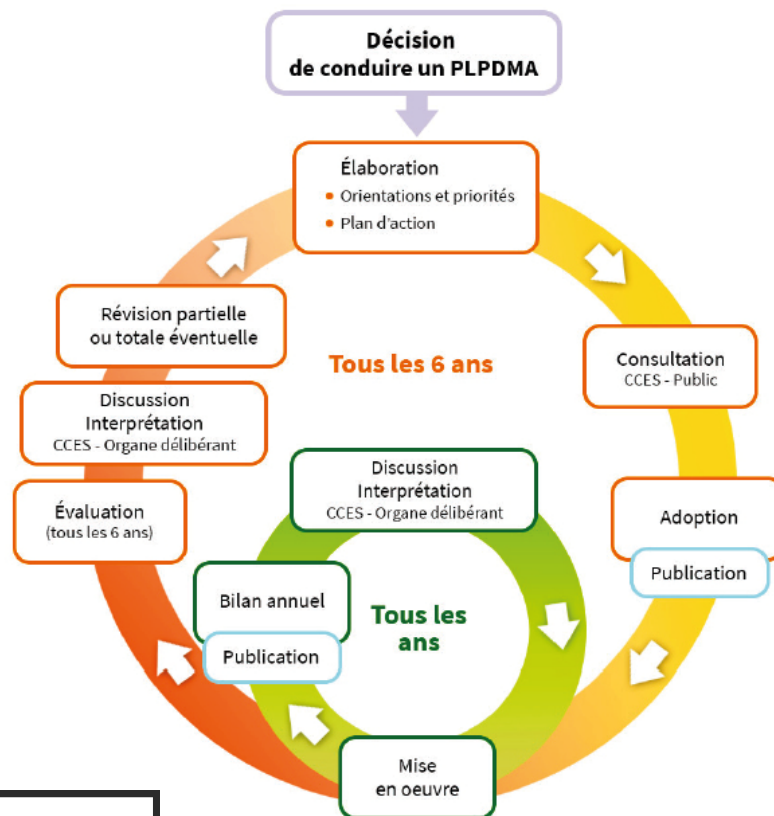 Décision
de conduire un PLPDMA
Élaboration
• Orientations et priorités
• Plan d'action
Révision partielle
ou totale éventuelle
Tous les 6 ans
Consultation
CCES - Public
Discussion
Interprétation
CCES - Organe délibérant
Discussion
Interprétation
CCES - Organe délibérant
Évaluation
(tous les 6 ans)
Adoption
Publication
Bilan annuel
Publication
Tous les
ans
Mise
en oeuvre